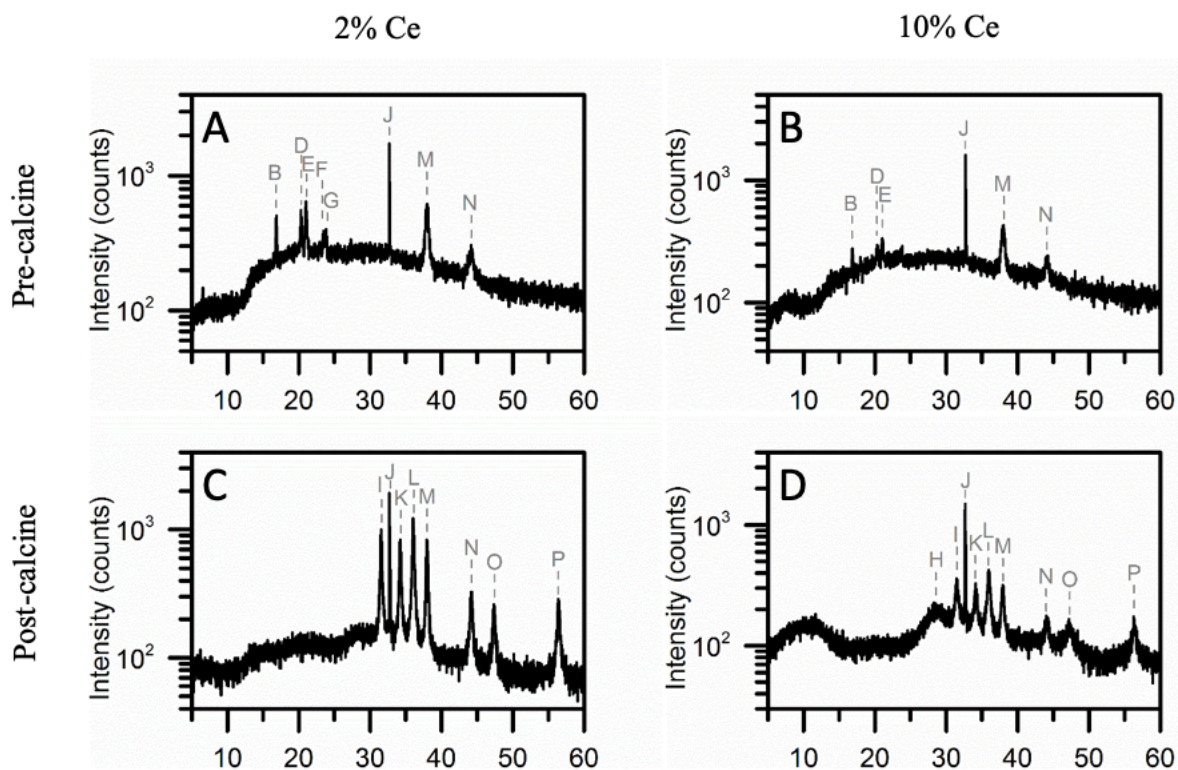 2% Ce
10% Ce
Pre-calcine
Intensity (counts)
10³
10²
A
B
D
E
F
G
J
M
N
10 20 30 40 50 60
Intensity (counts)
10³
10²
B
B
D
E
J
M
N
10 20 30 40 50 60
Post-calcine
Intensity (counts)
10³
10²
C
I
J
K
L
M
N
O
P
10 20 30 40 50 60
Intensity (counts)
10³
10²
D
H
I
J
K
L
M
N
O
P
10 20 30 40 50 60